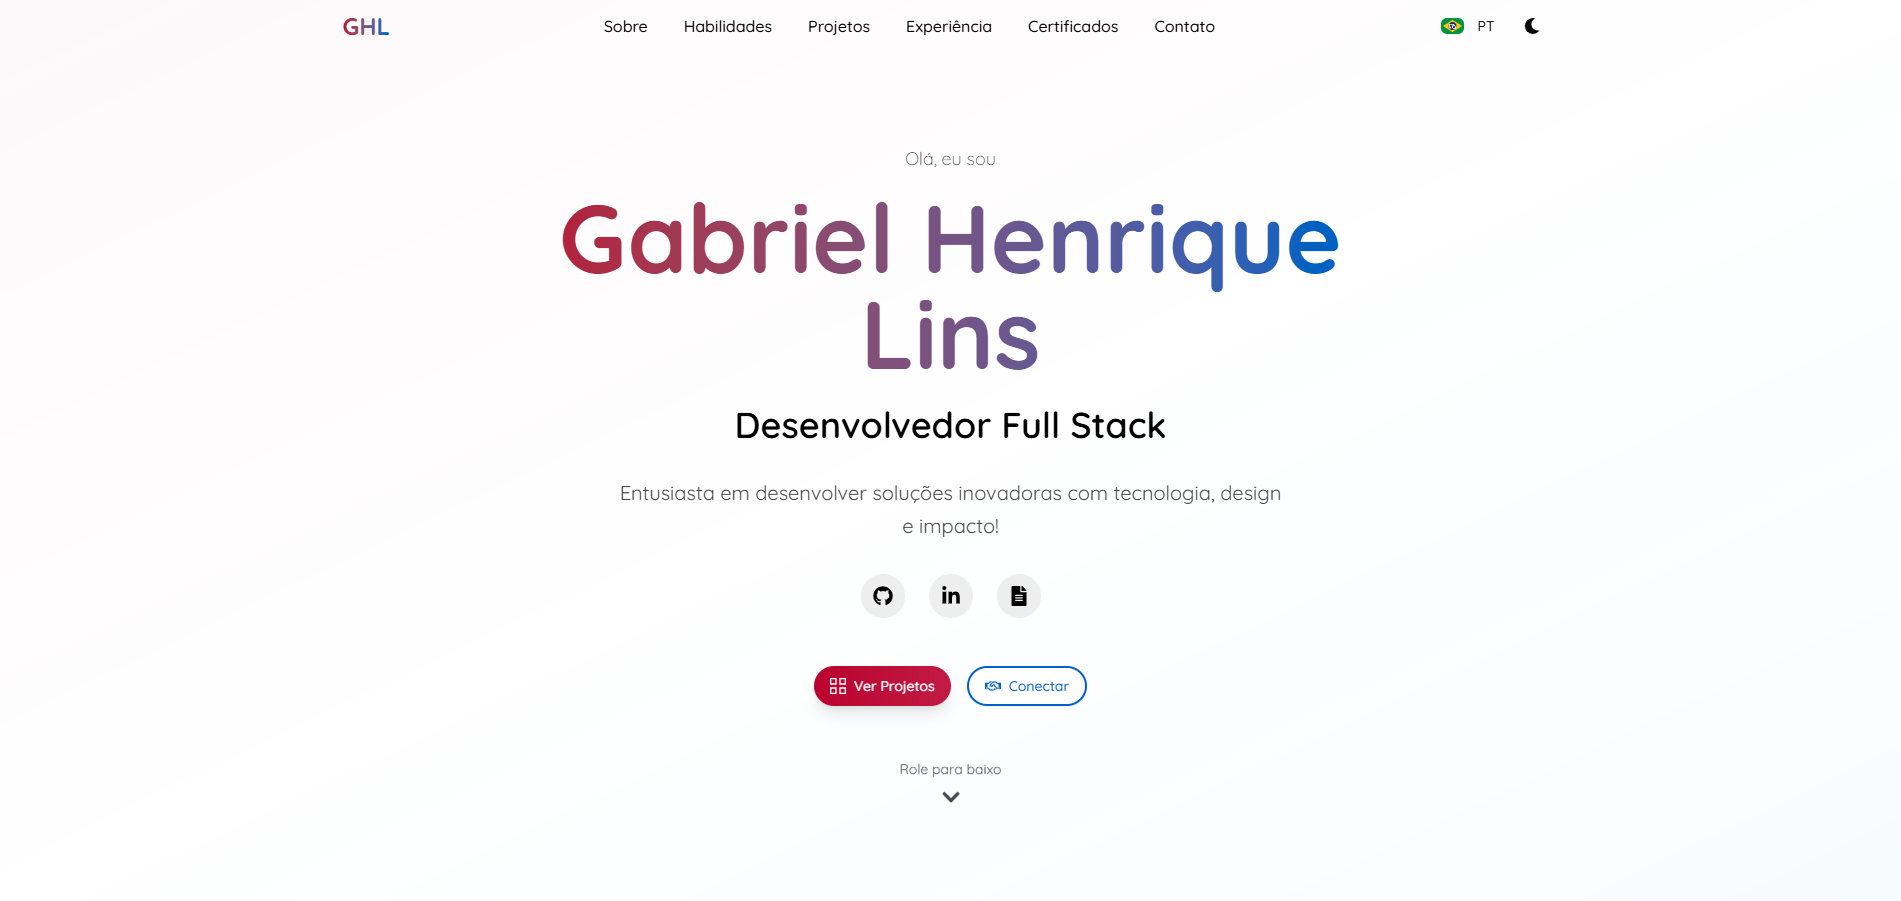 GHL
Sobre Habilidades Projetos Experiência Certificados Contato
PT
Olá, eu sou
Gabriel Henrique
Lins
Desenvolvedor Full Stack
Entusiasta em desenvolver soluções inovadoras com tecnologia, design
e impacto!
in
Ver Projetos
Conectar
Role para baixo